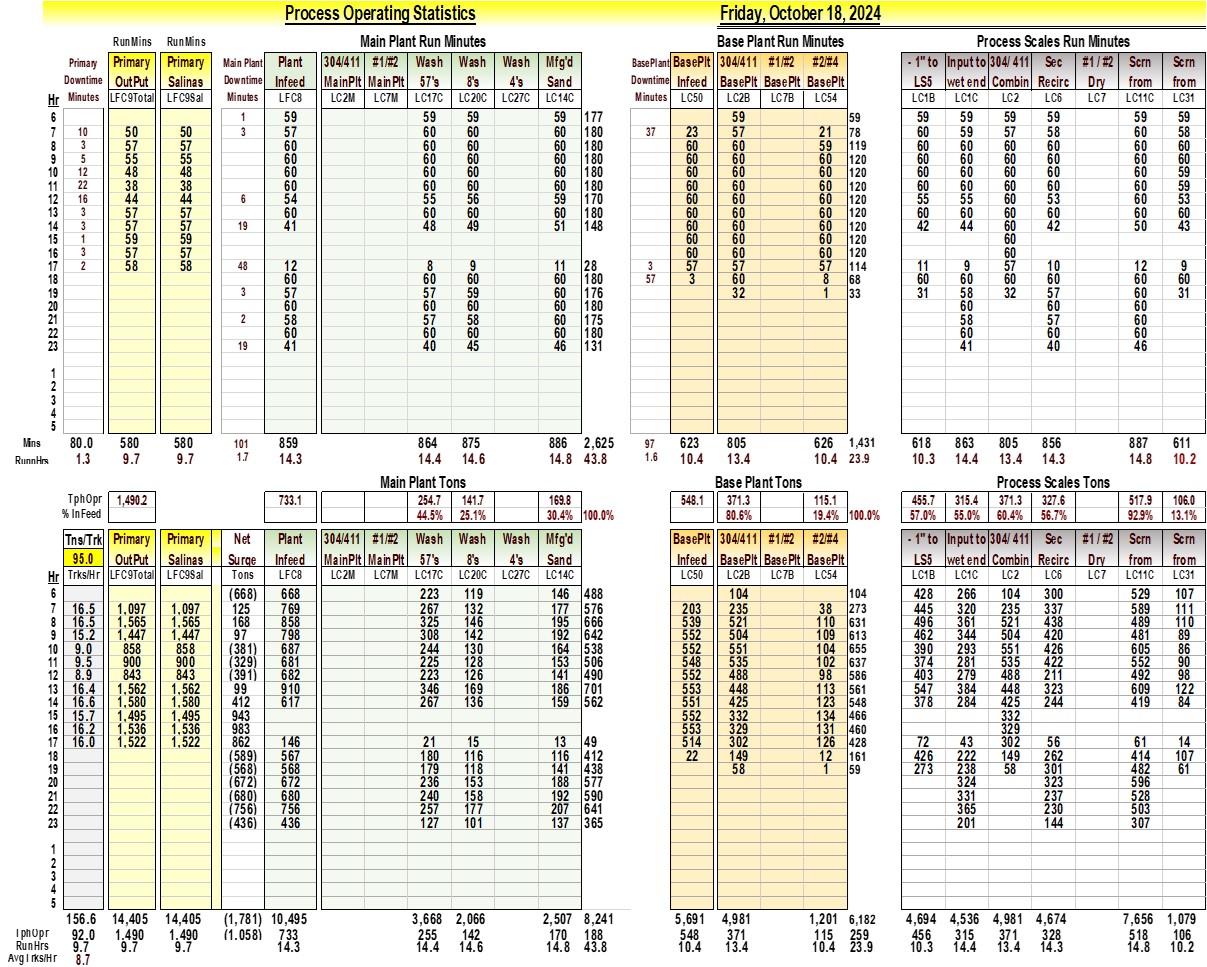 Process Operating Statistics Friday, October 18, 2024
RunMins RunMins Main Plant Run Minutes Base Plant Run Minutes Process Scales Run Minutes
Primary Primary Primary Main Plant Plant 304/411 #1/#2 Wash Wash Wash Mfg'd BasePlant BasePlt 304/411 #1/#2 #2/#4 - 1" to Input to 304/ 411 Sec #1 / #2 Scrn Scrn
Downtime OutPut Salinas Downtime Infeed MainPlt MainPlt 57's 8's 4's Sand Downtime Infeed BasePlt BasePlt BasePlt LS5 wet end Combin Recirc Dry from from
Hr Minutes LFC9Total LFC9Sal Minutes LFC8 LC2M LC7M LC17C LC20C LC27C LC14C Minutes LC50 LC2B LC7B LC54 LC1B LC1C LC2 LC6 LC7 LC11C LC31
6 1 59 59 59 59 177 59 59 59 59 59 59 59 59
7 10 50 50 3 57 60 60 60 180 37 23 57 21 78 60 59 57 58 60 58
8 3 57 57 60 60 60 60 180 60 60 59 119 60 60 60 60 60 60
9 5 55 55 60 60 60 60 180 60 60 60 120 60 60 60 60 60 60
10 12 48 48 60 60 60 60 180 60 60 60 120 60 60 60 60 60 59
11 22 38 38 60 60 60 60 180 60 60 60 120 60 60 60 60 60 59
12 16 44 44 6 54 55 56 59 170 60 60 60 120 55 55 60 53 60 53
13 3 57 57 60 60 60 60 180 60 60 60 120 60 60 60 60 60 60
14 3 57 57 19 41 48 49 51 148 60 60 60 120 42 44 60 42 50 43
15 1 59 59 60 60 60 120 60
16 3 57 57 60 60 60 120 60
17 2 58 58 48 12 8 9 11 28 3 57 57 57 114 11 9 57 10 12 9
18 60 60 60 60 180 57 3 60 8 68 60 60 60 60 60 60
19 3 57 57 59 60 176 32 1 33 31 58 32 57 60 31
20 60 60 60 60 180 60 60 60
21 2 58 57 58 60 175 58 57 60
22 60 60 60 60 180 60 60 60
23 19 41 40 45 46 131 41 40 46
1
2
3
4
5
Mins 80.0 580 580 101 859 864 875 886 2,625 97 623 805 626 1,431 618 863 805 856 887 611
RunnHrs 1.3 9.7 9.7 1.7 14.3 14.4 14.6 14.8 43.8 1.6 10.4 13.4 10.4 23.9 10.3 14.4 13.4 14.3 14.8 10.2
Main Plant Tons Base Plant Tons Process Scales Tons
TphOpr 1,490.2 733.1 254.7 141.7 169.8 548.1 371.3 115.1 455.7 315.4 371.3 327.6 517.9 106.0
% InFeed 44.5% 25.1% 30.4% 100.0% 80.6% 19.4% 100.0% 57.0% 55.0% 60.4% 56.7% 92.9% 13.1%
Tns/Trk Primary Primary Net Plant 304/411 #1/#2 Wash Wash Wash Mfg'd BasePlt 304/411 #1/#2 #2/#4 - 1" to Input to 304/ 411 Sec #1 / #2 Scrn Scrn
95.0 OutPut Salinas Surge Infeed MainPlt MainPlt 57's 8's 4's Sand Infeed BasePlt BasePlt BasePlt LS5 wet end Combin Recirc Dry from from
Hr Trks/Hr LFC9Total LFC9Sal Tons LFC8 LC2M LC7M LC17C LC20C LC27C LC14C LC50 LC2B LC7B LC54 LC1B LC1C LC2 LC6 LC7 LC11C LC31
6 (668) 668 223 119 146 488 104 104 428 266 104 300 529 107
7 16.5 1,097 1,097 125 769 267 132 177 576 203 235 38 273 445 320 235 337 589 111
8 16.5 1,565 1,565 168 858 325 146 195 666 539 521 110 631 496 361 521 438 489 110
9 15.2 1,447 1,447 97 798 308 142 192 642 552 504 109 613 462 344 504 420 481 89
10 9.0 858 858 (381) 687 244 130 164 538 552 551 104 655 390 293 551 426 605 86
11 9.5 900 900 (329) 681 225 128 153 506 548 535 102 637 374 281 535 422 552 90
12 8.9 843 843 (391) 682 223 126 141 490 552 488 98 586 403 279 488 211 492 98
13 16.4 1,562 1,562 99 910 346 169 186 701 553 448 113 561 547 384 448 323 609 122
14 16.6 1,580 1,580 412 617 267 136 159 562 551 425 123 548 378 284 425 244 419 84
15 15.7 1,495 1,495 943 552 332 134 466 332
16 16.2 1,536 1,536 983 553 329 131 460 329
17 16.0 1,522 1,522 862 146 21 15 13 49 514 302 126 428 72 43 302 56 61 14
18 (589) 567 180 116 116 412 22 149 12 161 426 222 149 262 414 107
19 (568) 568 179 118 141 438 58 1 59 273 238 58 301 482 61
20 (672) 672 236 153 188 577 324 323 596
21 (680) 680 240 158 192 590 331 237 528
22 (756) 756 257 177 207 641 365 230 503
23 (436) 436 127 101 137 365 201 144 307
1
2
3
4
5
156.6 14,405 14,405 (1,781) 10,495 3,668 2,066 2,507 8,241 5,691 4,981 1,201 6,182 4,694 4,536 4,981 4,674 7,656 1,079
TphOpr 92.0 1,490 1,490 (1,058) 733 255 142 170 188 548 371 115 259 456 315 371 328 518 106
RunHrs 9.7 9.7 9.7 14.3 14.4 14.6 14.8 43.8 10.4 13.4 10.4 23.9 10.3 14.4 13.4 14.3 14.8 10.2
AvgTrks/Hr 8.7